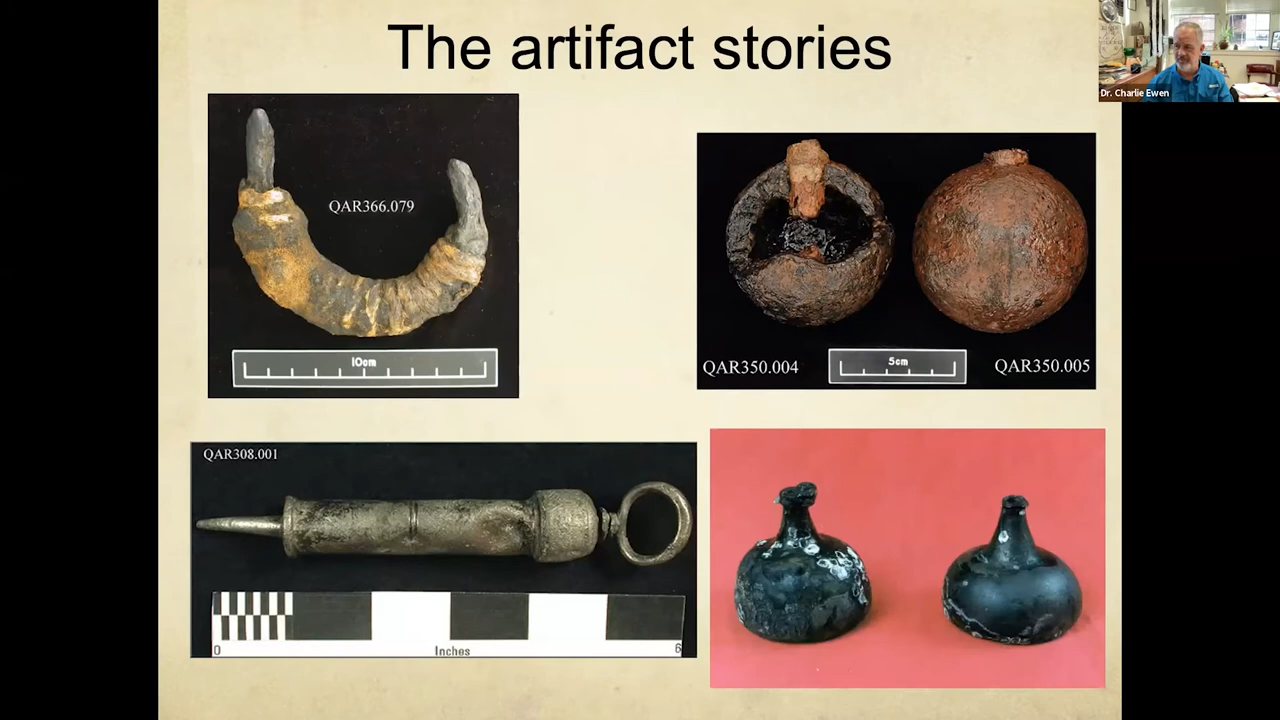 The artifact stories
Dr. Charlie Ewen
QAR366.079
10cm
QAR350.004
5cm
QAR350.005
QAR308.001
0
Inches
6